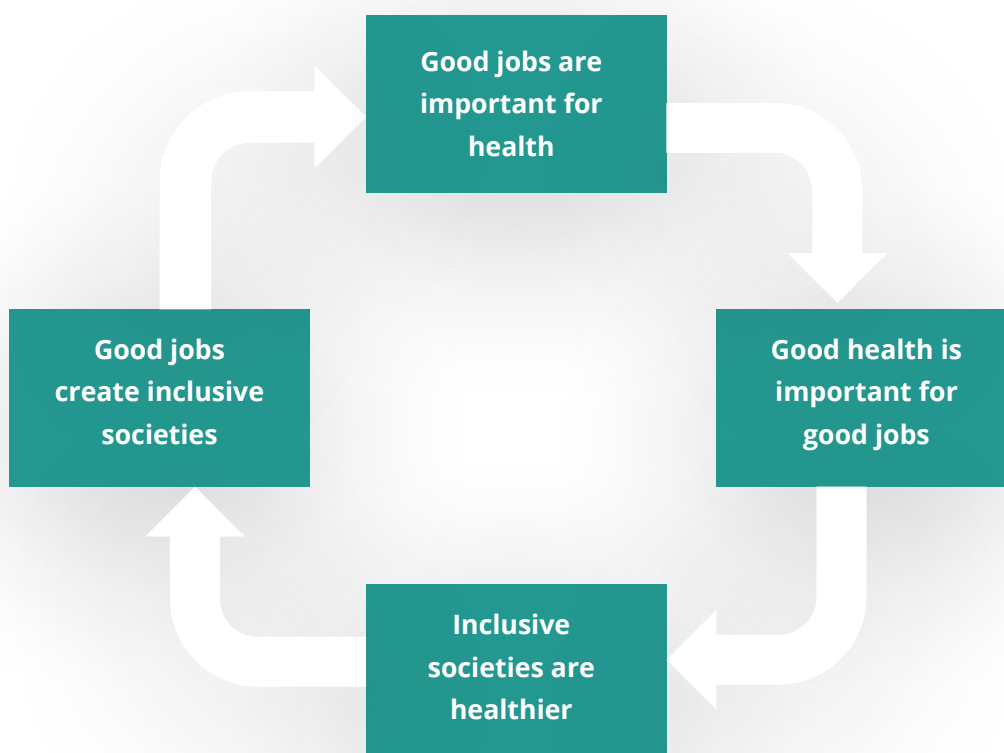 Good jobs are
important for
health
Good health is
important for
good jobs
Inclusive
societies are
healthier
Good jobs
create inclusive
societies